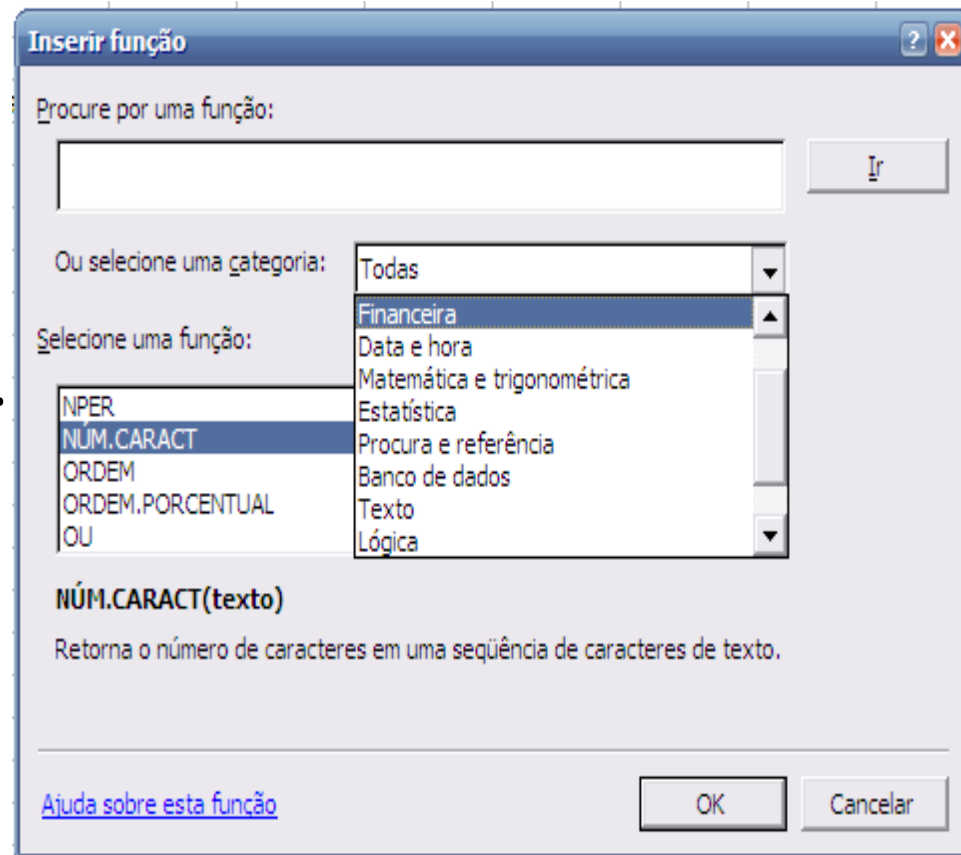 Inserir função
Procure por uma função:
Ir
Ou selecione uma categoria:
Todas
Financeira
Data e hora
Matemática e trigonométrica
Estatística
Procura e referência
Banco de dados
Texto
Lógica
Selecione uma função:
NPER
NÚM.CARACT
ORDEM
ORDEM.PORCENTUAL
OU
NÚM.CARACT(texto)
Retorna o número de caracteres em uma seqüência de caracteres de texto.
Ajuda sobre esta função
OK
Cancelar